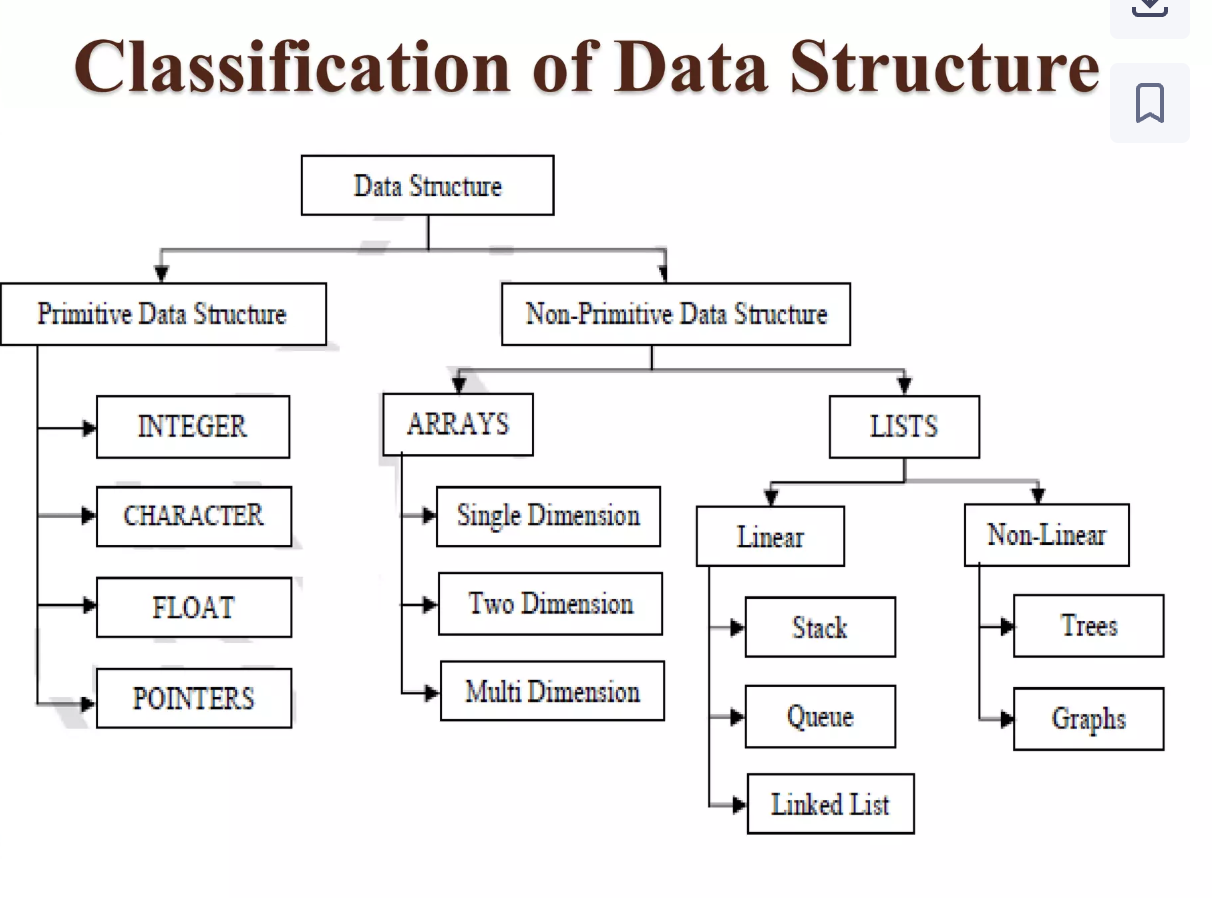 Classification of Data Structure
Data Structure
Primitive Data Structure
Non-Primitive Data Structure
INTEGER
CHARACTER
FLOAT
POINTERS
ARRAYS
Single Dimension
Two Dimension
Multi Dimension
LISTS
Linear
Stack
Queue
Linked List
Non-Linear
Trees
Graphs